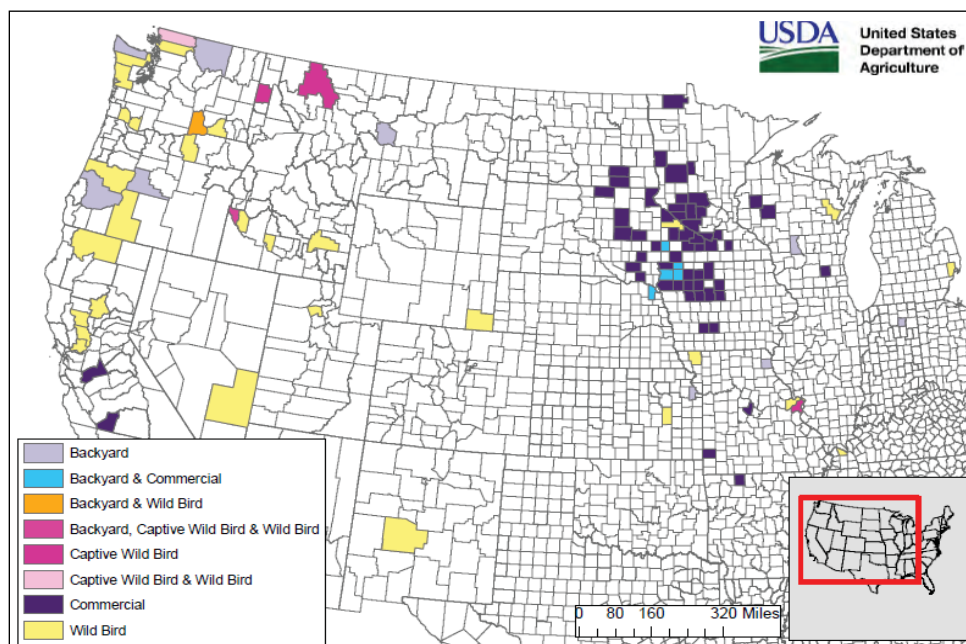 USDA
United States
Department of
Agriculture
Backyard
Backyard & Commercial
Backyard & Wild Bird
Backyard, Captive Wild Bird & Wild Bird
Captive Wild Bird
Captive Wild Bird & Wild Bird
Commercial
Wild Bird
0 80 160 320 Miles